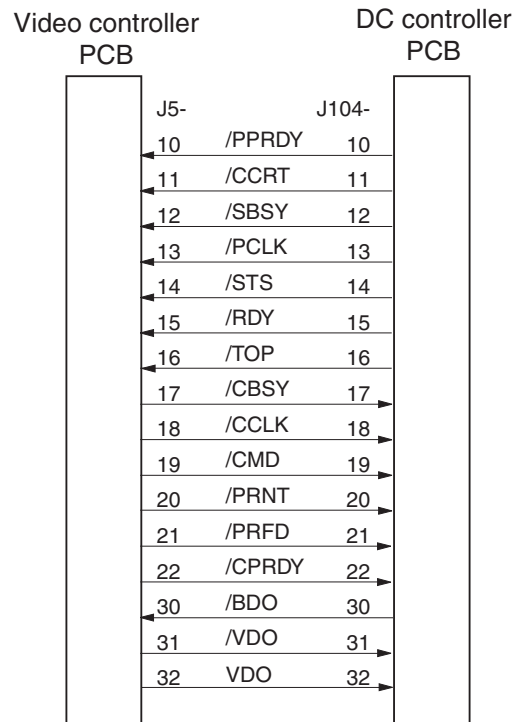 Video controller PCB
DC controller PCB
J5- J104-
10 /PPRDY 10
11 /CCRT 11
12 /SBSY 12
13 /PCLK 13
14 /STS 14
15 /RDY 15
16 /TOP 16
17 /CBSY 17
18 /CCLK 18
19 /CMD 19
20 /PRNT 20
21 /PRFD 21
22 /CPRDY 22
30 /BDO 30
31 /VDO 31
32 VDO 32